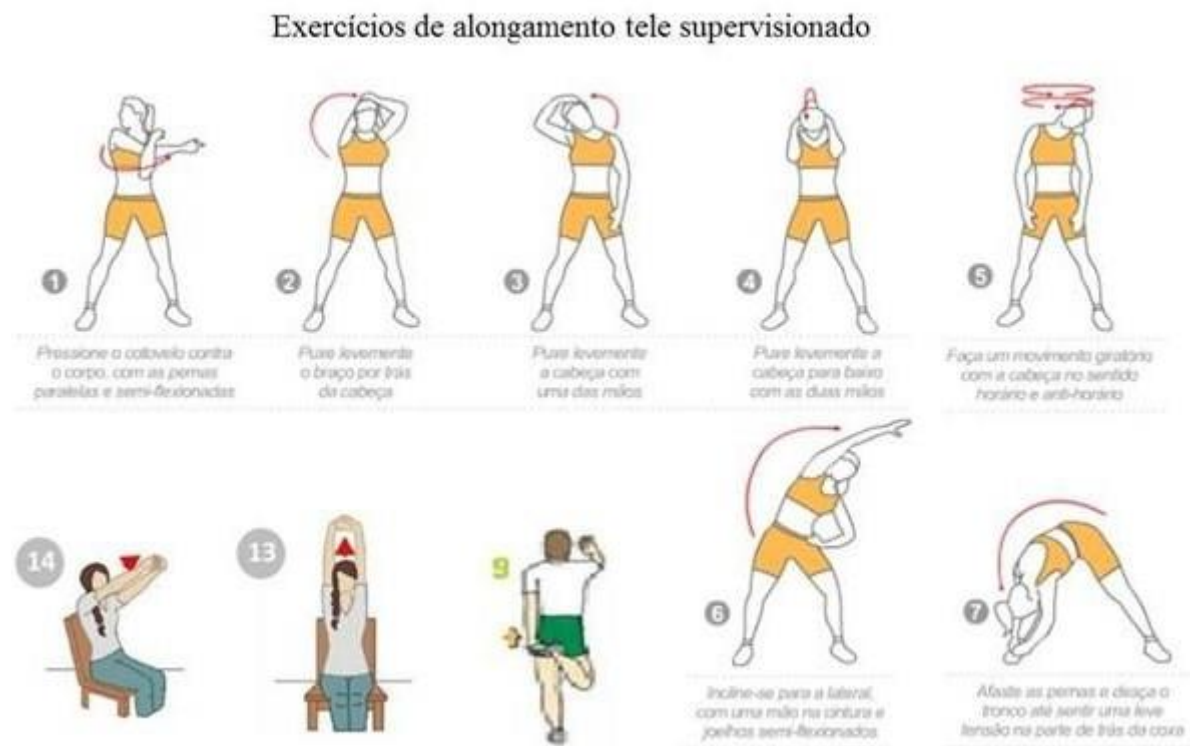 Exercícios de alongamento tele supervisionado
1
2
3
4
5
Pressione o cotovelo contra
o corpo, com as pernas
paralelas e semi-flexionadas
Puxe levemente
o braço por trás
da cabeça
Puxe levemente
a cabeça com
uma das mãos
Puxe levemente a
cabeça para baixo
com as duas mãos
Faça um movimento giratório
com a cabeça no sentido
horário e anti-horário
14
13
9
6
7
Incline-se para a lateral,
com uma mão na cintura e
joelhos semi-flexionados
Afaste as pernas e desça o
tronco até sentir uma leve
tensão na parte de trás da coxa